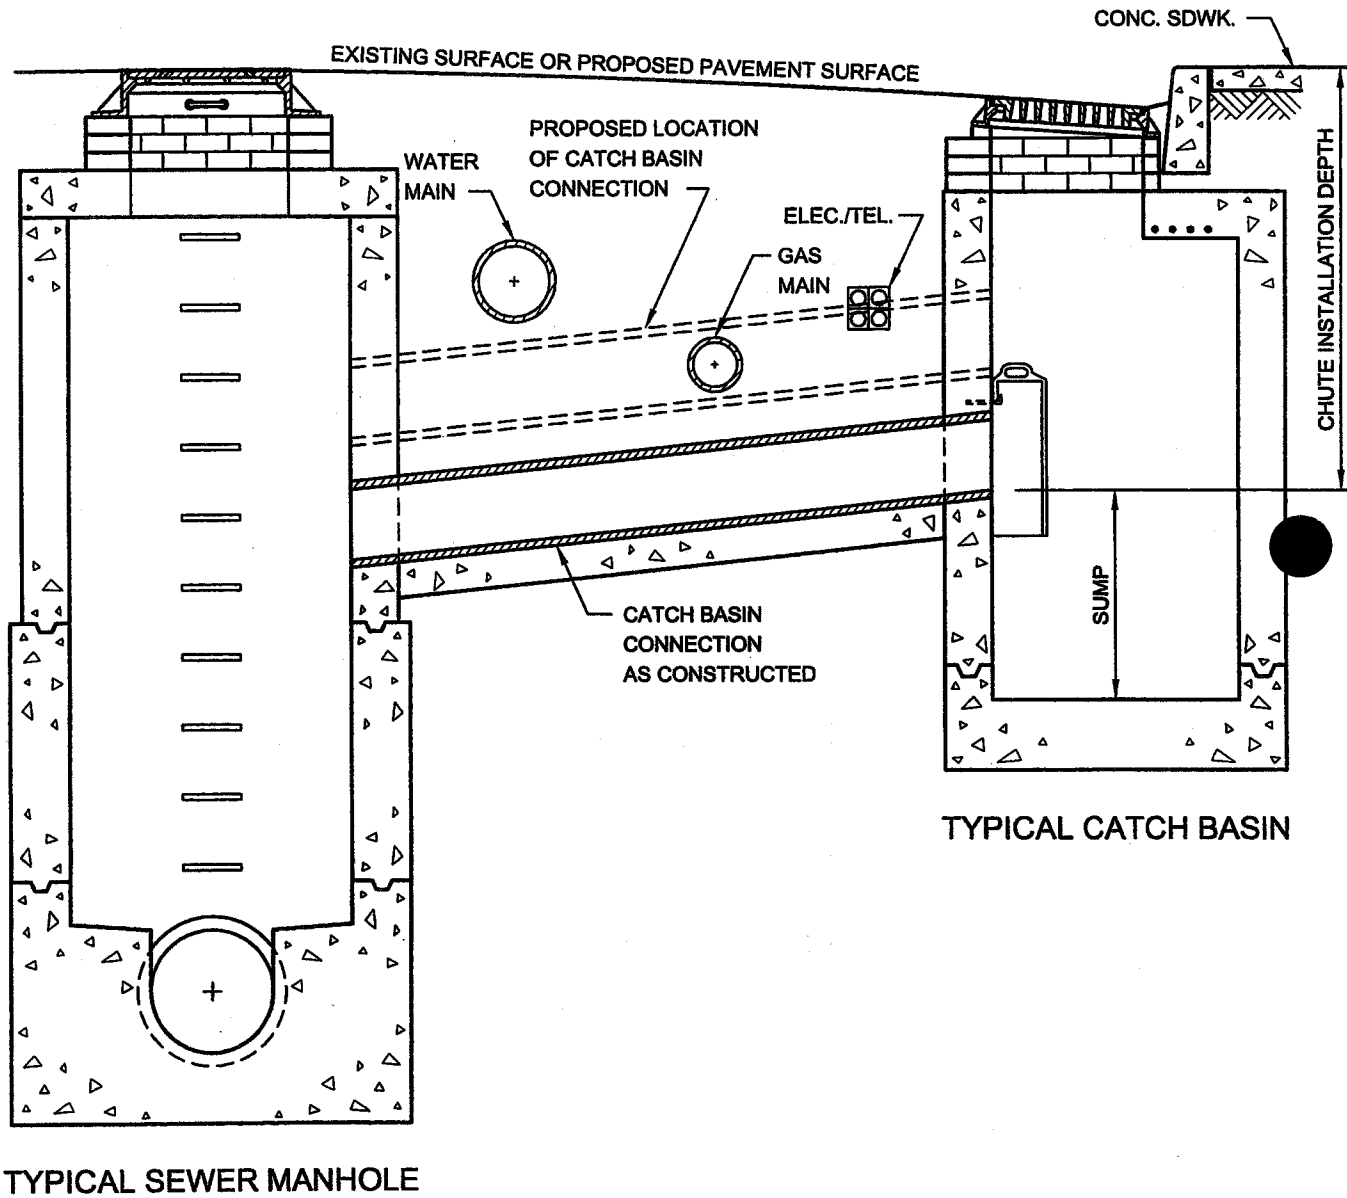 CONC. SDWK.
EXISTING SURFACE OR PROPOSED PAVEMENT SURFACE
PROPOSED LOCATION
OF CATCH BASIN
CONNECTION
WATER
MAIN
ELEC./TEL.
GAS
MAIN
CHUTE INSTALLATION DEPTH
SUMP
CATCH BASIN
CONNECTION
AS CONSTRUCTED
TYPICAL CATCH BASIN
TYPICAL SEWER MANHOLE